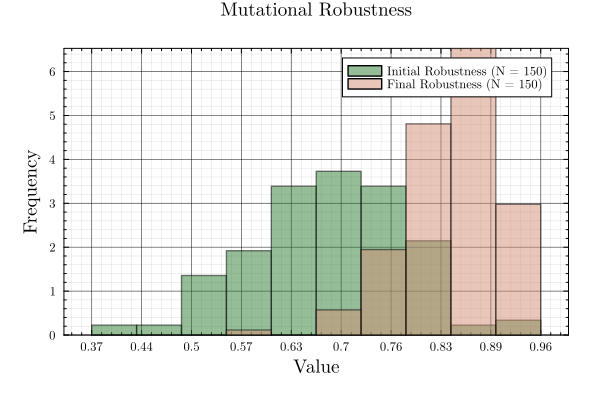 Mutational Robustness
Initial Robustness (N = 150)
Final Robustness (N = 150)
Frequency
6
5
4
3
2
1
0
0.37 0.44 0.5 0.57 0.63 0.7 0.76 0.83 0.89 0.96
Value